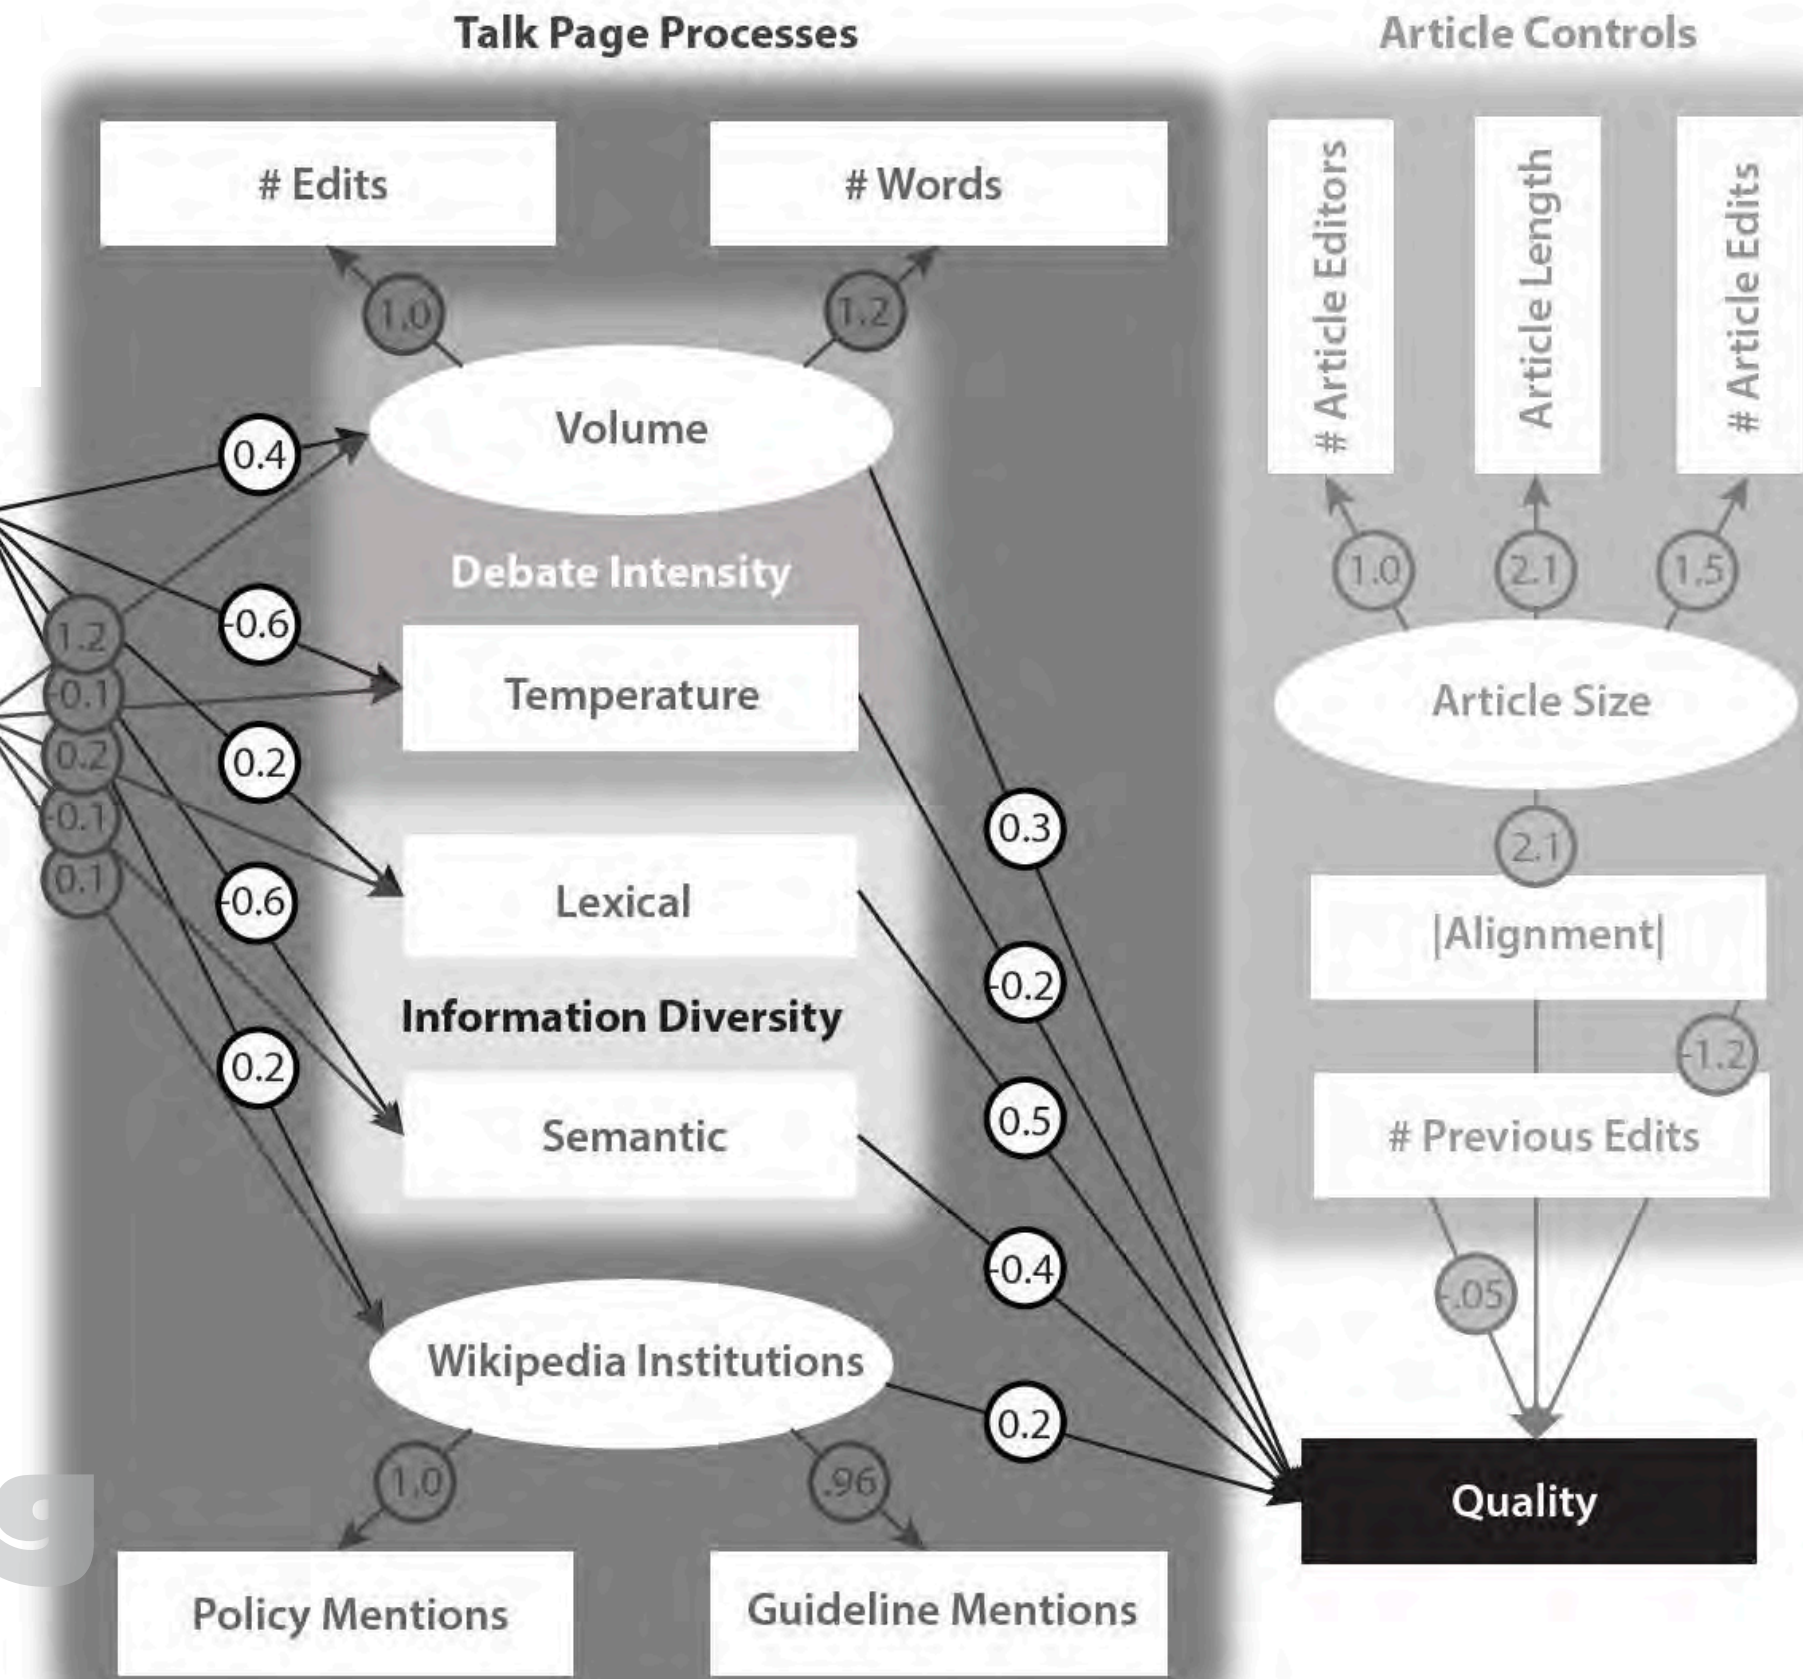 Talk Page Processes
Article Controls
# Edits
# Words
# Article Editors
Article Length
# Article Edits
1.0
1.2
Volume
0.4
Debate Intensity
1.0
2.1
1.5
-0.6
1.2
Temperature
-0.1
Article Size
0.2
0.2
-0.1
0.3
2.1
0.1
-0.6
Lexical
|Alignment|
-0.2
Information Diversity
-1.2
0.2
0.5
Semantic
# Previous Edits
-0.4
-.05
Wikipedia Institutions
0.2
1.0
.96
Quality
Policy Mentions
Guideline Mentions